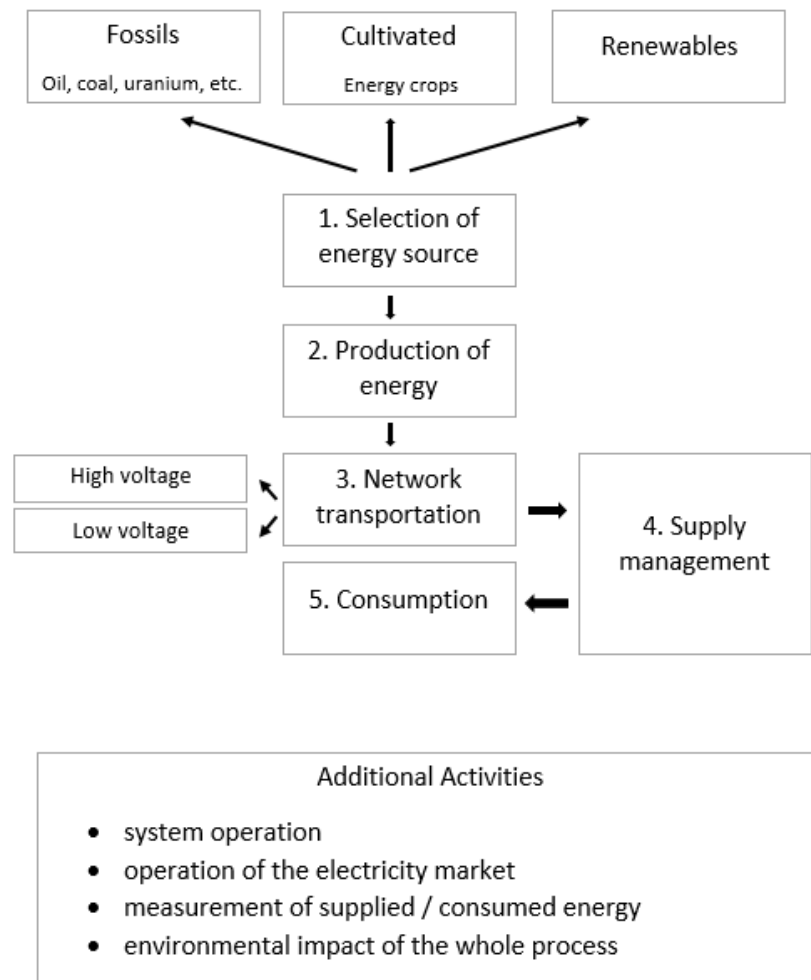 Fossils
Oil, coal, uranium, etc.
Cultivated
Energy crops
Renewables
1. Selection of
energy source
2. Production of
energy
High voltage
Low voltage
3. Network
transportation
4. Supply
management
5. Consumption
Additional Activities
• system operation
• operation of the electricity market
• measurement of supplied / consumed energy
• environmental impact of the whole process